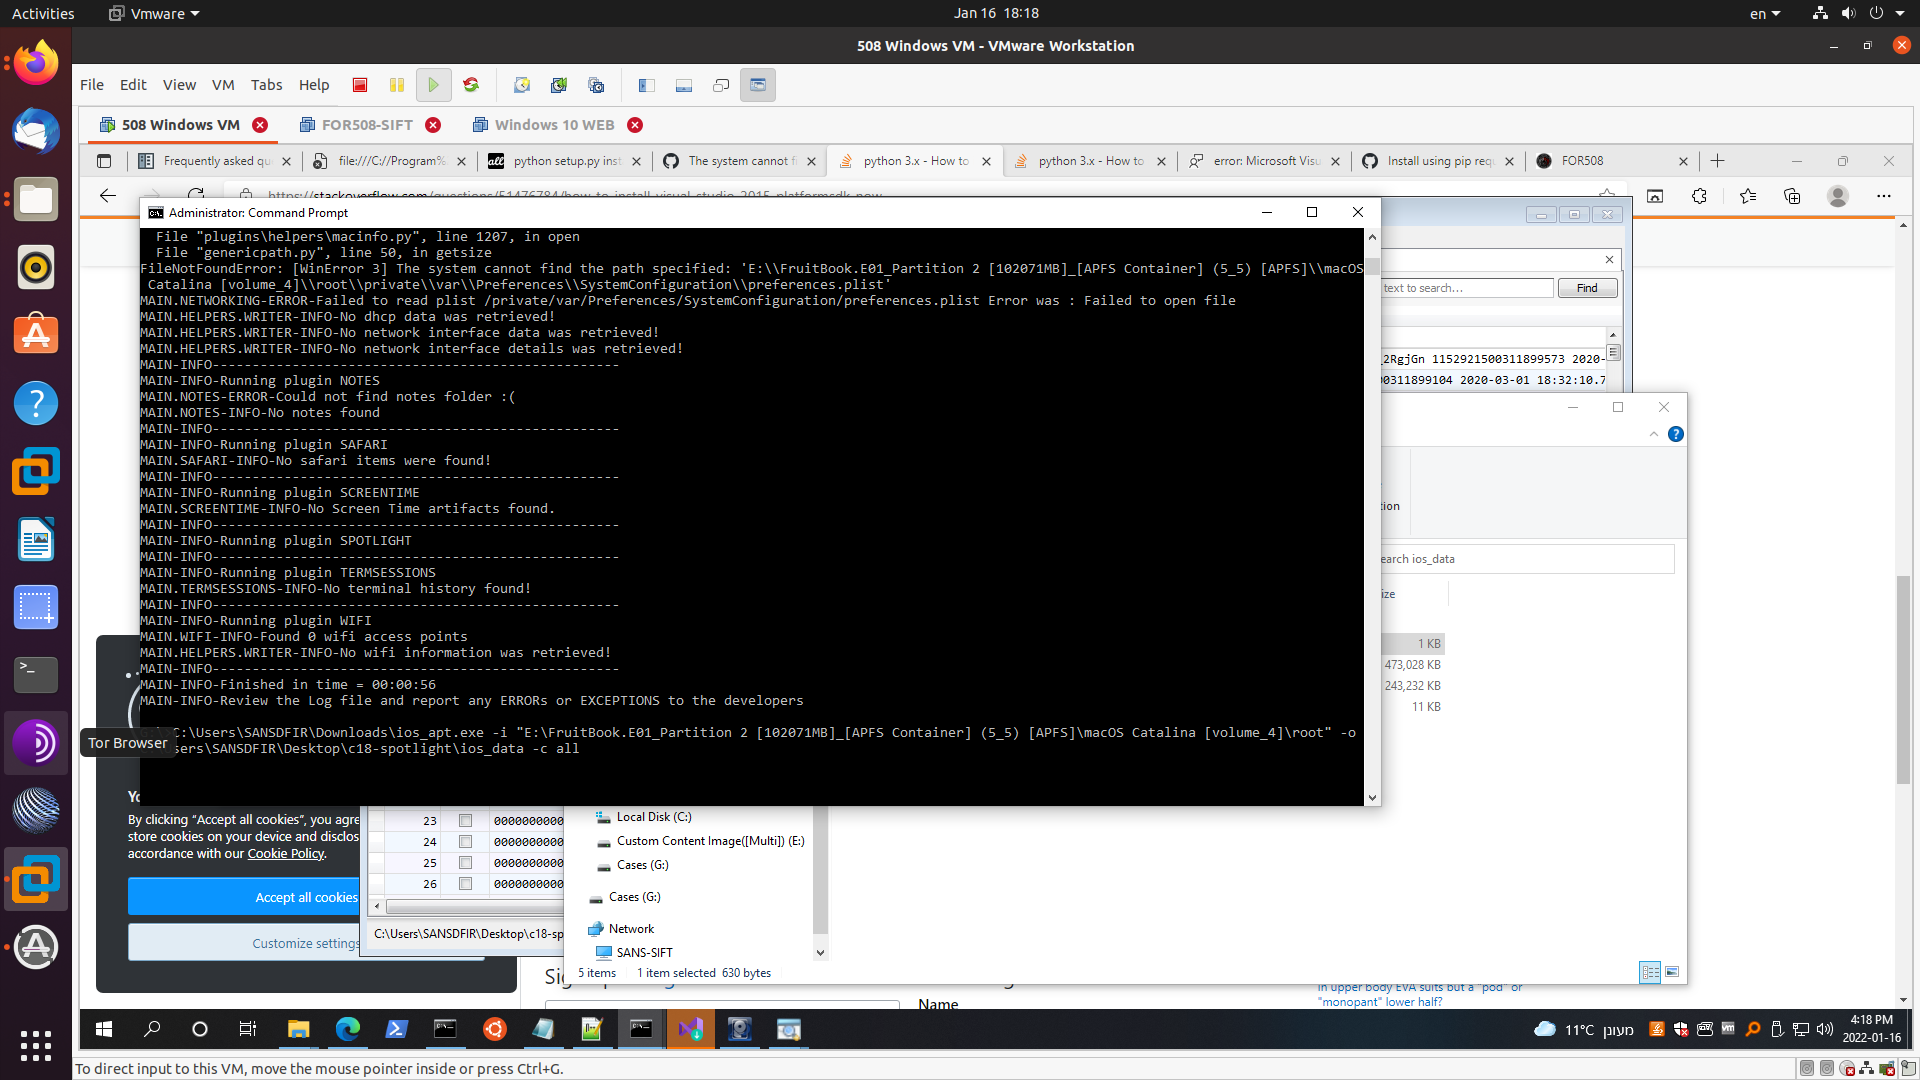 Activities
Vmware
Jan 16 18:18
en
508 Windows VM - VMware Workstation
File Edit View VM Tabs Help
508 Windows VM
FOR508-SIFT
Windows 10 WEB
Frequently asked qu
file:///C://Program%
python setup.py inst
The system cannot f
python 3.x - How to
python 3.x - How to
error: Microsoft Visu
Install using pip req
FOR508
https://stackoverflow.com/questions/51476784/how-to-install-visual-studio-2015-platformsdk-now
Administrator: Command Prompt
File "plugins\helpers\macinfo.py", line 1207, in open
File "genericpath.py", line 50, in getsize
FileNotFoundError: [WinError 3] The system cannot find the path specified: 'E:\\FruitBook.E01_Partition 2 [102071MB]_[APFS Container] (5_5) [APFS]\\macOS
Catalina [volume_4]\\root\\private\\var\\Preferences\\SystemConfiguration\\preferences.plist'
MAIN.NETWORKING-ERROR-Failed to read plist /private/var/Preferences/SystemConfiguration/preferences.plist Error was : Failed to open file
MAIN.HELPERS.WRITER-INFO-No dhcp data was retrieved!
MAIN.HELPERS.WRITER-INFO-No network interface data was retrieved!
MAIN.HELPERS.WRITER-INFO-No network interface details was retrieved!
MAIN-INFO---------------------------------------------------
MAIN-INFO-Running plugin NOTES
MAIN.NOTES-ERROR-Could not find notes folder :(
MAIN.NOTES-INFO-No notes found
MAIN-INFO---------------------------------------------------
MAIN-INFO-Running plugin SAFARI
MAIN.SAFARI-INFO-No safari items were found!
MAIN-INFO---------------------------------------------------
MAIN-INFO-Running plugin SCREENTIME
MAIN.SCREENTIME-INFO-No Screen Time artifacts found.
MAIN-INFO---------------------------------------------------
MAIN-INFO-Running plugin SPOTLIGHT
MAIN-INFO---------------------------------------------------
MAIN-INFO-Running plugin TERMSESSIONS
MAIN.TERMSESSIONS-INFO-No terminal history found!
MAIN-INFO---------------------------------------------------
MAIN-INFO-Running plugin WIFI
MAIN.WIFI-INFO-Found 0 wifi access points
MAIN.HELPERS.WRITER-INFO-No wifi information was retrieved!
MAIN-INFO---------------------------------------------------
MAIN-INFO-Finished in time = 00:00:56
MAIN-INFO-Review the Log file and report any ERRORs or EXCEPTIONS to the developers
C:\Users\SANSDFIR\Downloads\ios_apt.exe -i "E:\FruitBook.E01_Partition 2 [102071MB]_[APFS Container] (5_5) [APFS]\macOS Catalina [volume_4]\root" -o
Users\SANSDFIR\Desktop\c18-spotlight\ios_data -c all
Tor Browser
text to search...
Find
_2RgjGn 1152921500311899573 2020-
00311899104 2020-03-01 18:32:10.7
tion
earch ios_data
ize
1 KB
473,028 KB
243,232 KB
11 KB
By clicking "Accept all cookies", you agre
store cookies on your device and disclos
accordance with our Cookie Policy.
Accept all cookies
Customize settings
23 0000000000
24 0000000000
25 0000000000
26 0000000000
C:\Users\SANSDFIR\Desktop\c18-sp
Local Disk (C:)
Custom Content Image([Multi]) (E:)
Cases (G:)
Cases (G:)
Network
SANS-SIFT
5 items
1 item selected 630 bytes
in upper body EVA suits but a "pod" or
"monopant" lower half?
Name
11°C מעונן
4:18 PM
2022-01-16
To direct input to this VM, move the mouse pointer inside or press Ctrl+G.